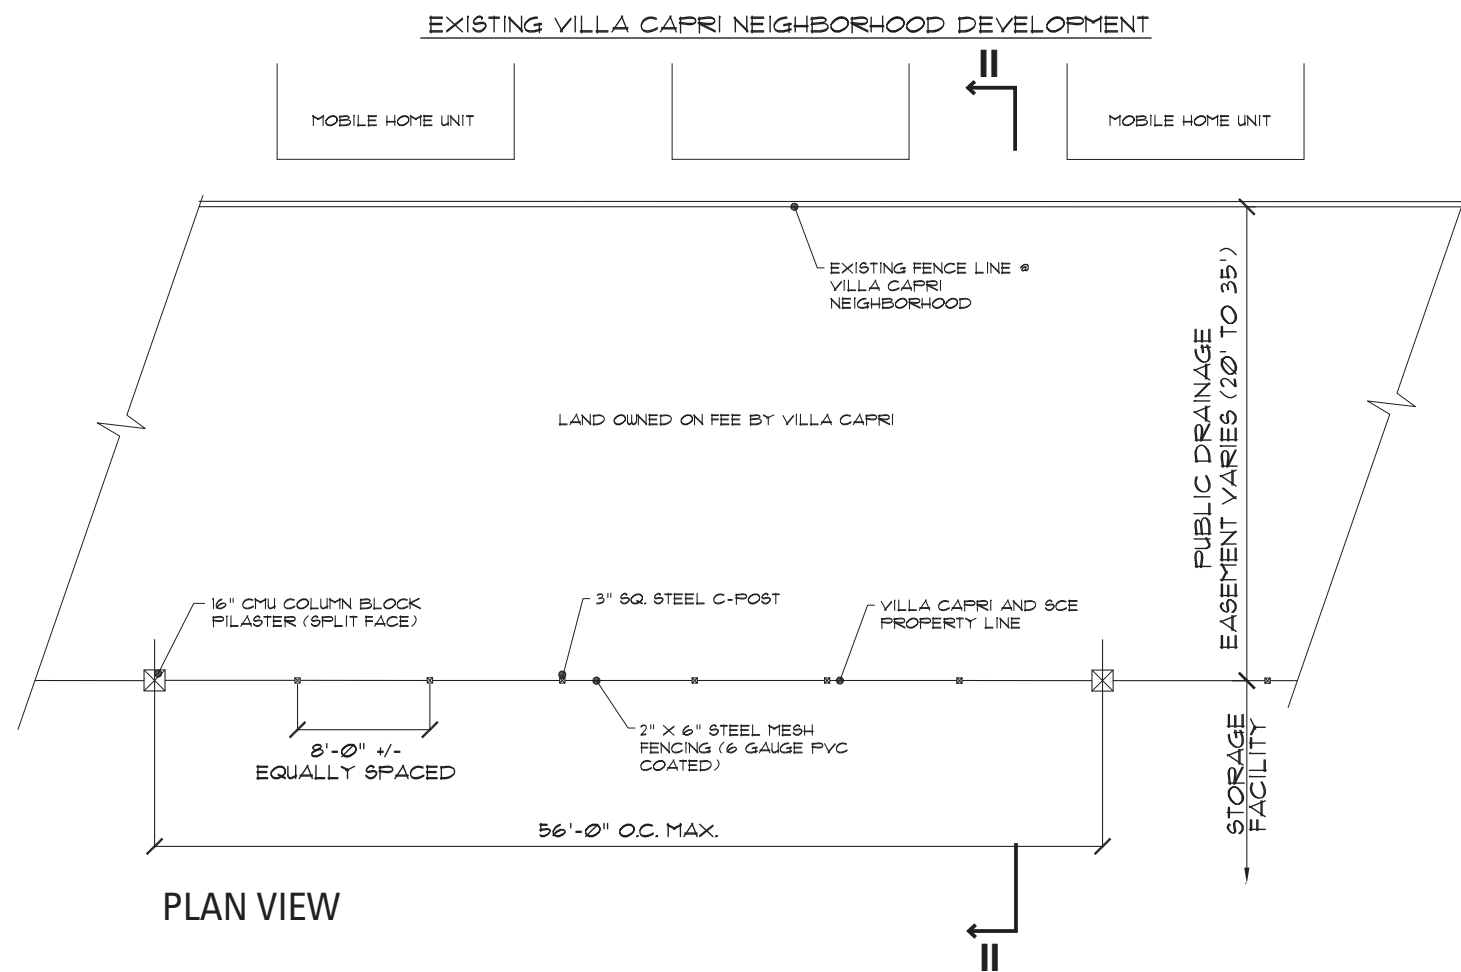 EXISTING VILLA CAPRI NEIGHBORHOOD DEVELOPMENT
II
MOBILE HOME UNIT
MOBILE HOME UNIT
EXISTING FENCE LINE @
VILLA CAPRI
NEIGHBORHOOD
PUBLIC DRAINAGE
EASEMENT VARIES (20' TO 35')
LAND OWNED ON FEE BY VILLA CAPRI
16" CMU COLUMN BLOCK
PILASTER (SPLIT FACE)
3" SQ. STEEL C-POST
VILLA CAPRI AND SCE
PROPERTY LINE
2" X 6" STEEL MESH
FENCING (6 GAUGE PVC
COATED)
8'-0" +/-
EQUALLY SPACED
STORAGE
FACILITY
56'-0" O.C. MAX.
PLAN VIEW
II